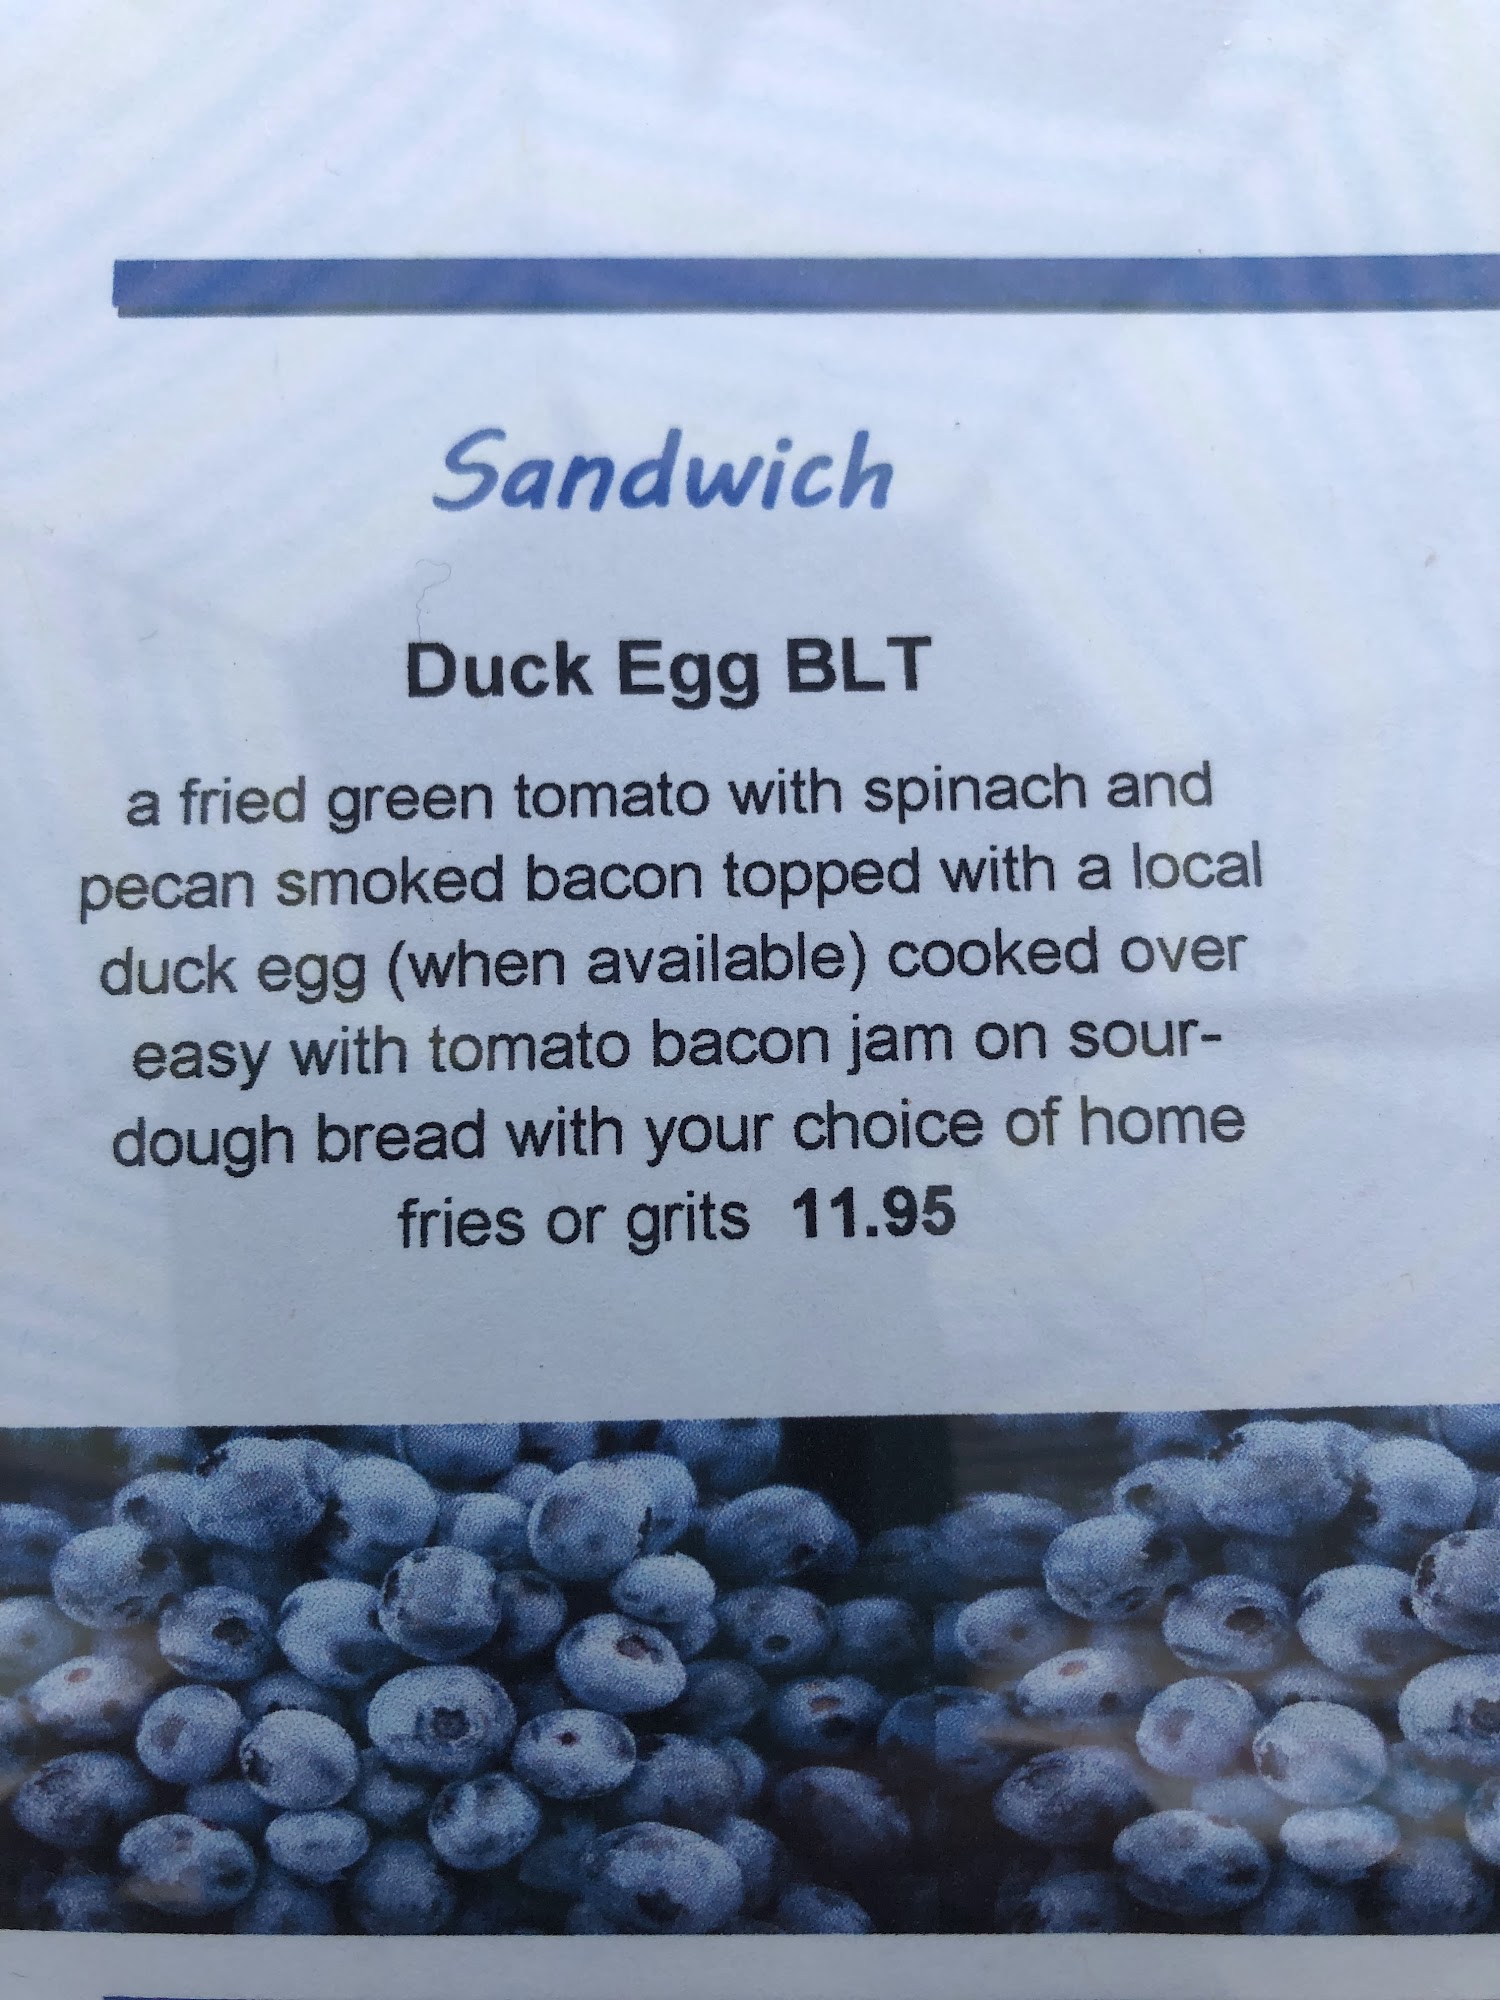 Sandwich
Duck Egg BLT
a fried green tomato with spinach and
pecan smoked bacon topped with a local
duck egg (when available) cooked over
easy with tomato bacon jam on sour-
dough bread with your choice of home
fries or grits 11.95